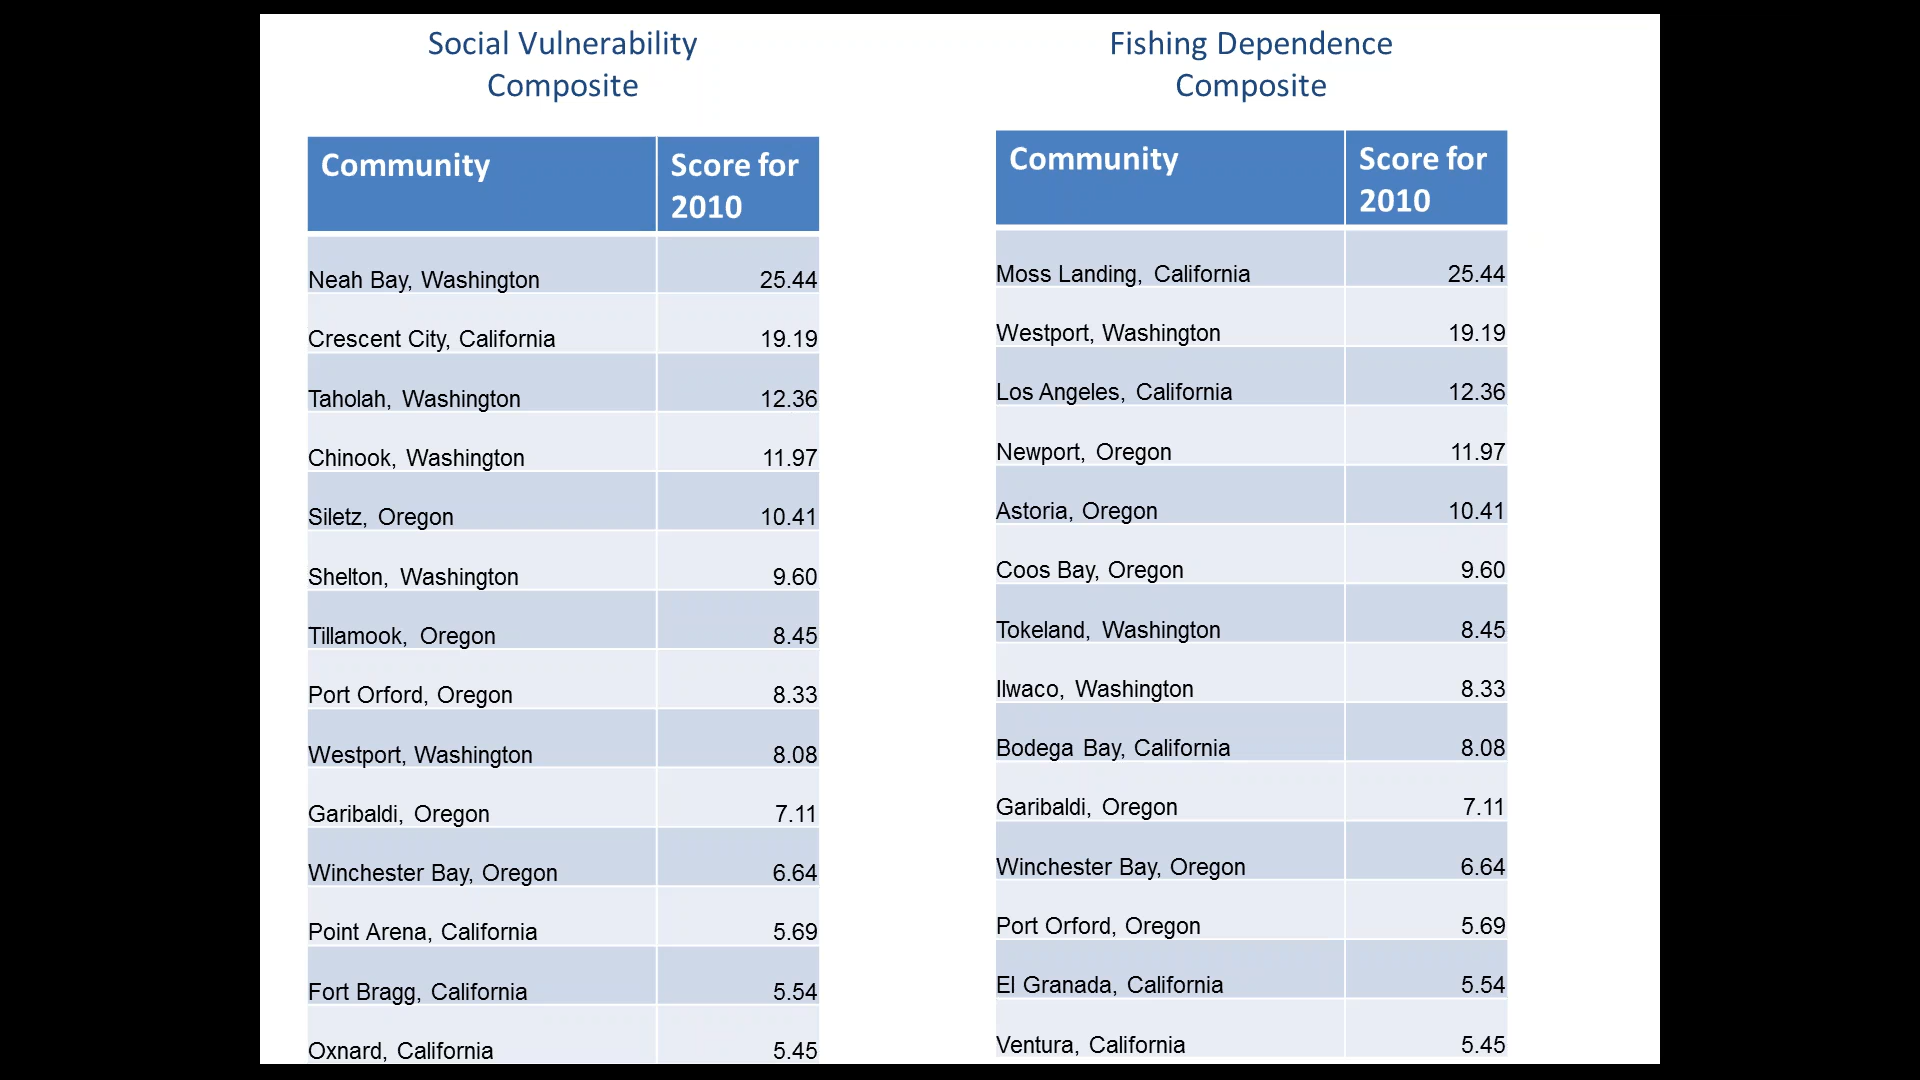 Social Vulnerability
Composite
Community
Score for
2010
Neah Bay, Washington 25.44
Crescent City, California 19.19
Taholah, Washington 12.36
Chinook, Washington 11.97
Siletz, Oregon 10.41
Shelton, Washington 9.60
Tillamook, Oregon 8.45
Port Orford, Oregon 8.33
Westport, Washington 8.08
Garibaldi, Oregon 7.11
Winchester Bay, Oregon 6.64
Point Arena, California 5.69
Fort Bragg, California 5.54
Oxnard, California 5.45
Fishing Dependence
Composite
Community
Score for
2010
Moss Landing, California 25.44
Westport, Washington 19.19
Los Angeles, California 12.36
Newport, Oregon 11.97
Astoria, Oregon 10.41
Coos Bay, Oregon 9.60
Tokeland, Washington 8.45
Ilwaco, Washington 8.33
Bodega Bay, California 8.08
Garibaldi, Oregon 7.11
Winchester Bay, Oregon 6.64
Port Orford, Oregon 5.69
El Granada, California 5.54
Ventura, California 5.45